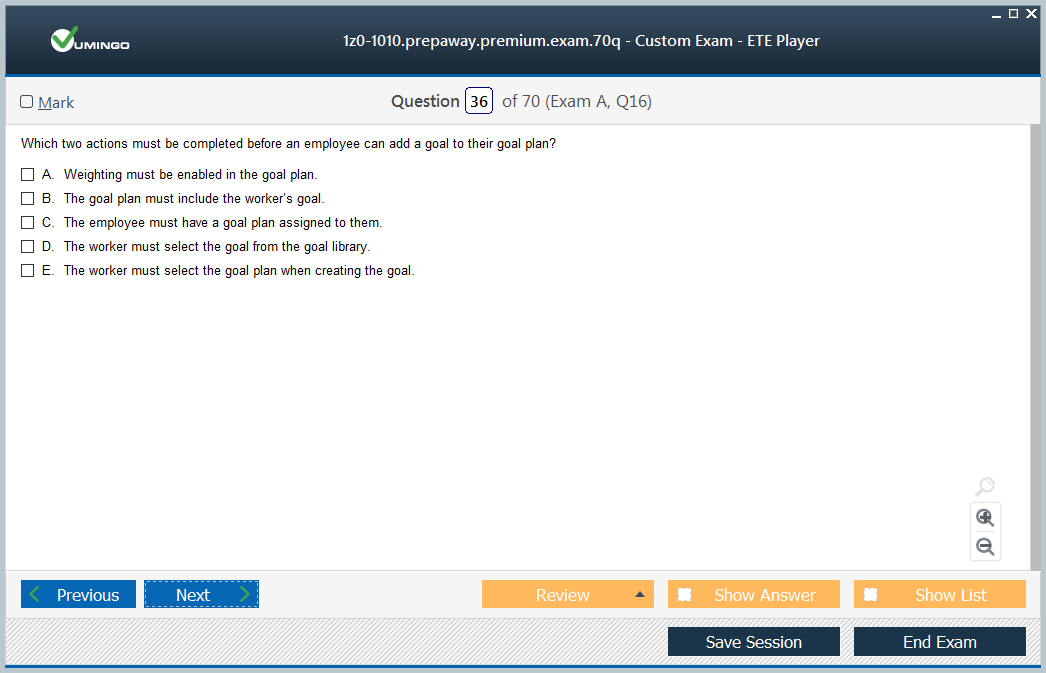 VUMINGO
1z0-1010.prepaway.premium.exam.70q - Custom Exam - ETE Player
Mark
Question 36 of 70 (Exam A, Q16)
Which two actions must be completed before an employee can add a goal to their goal plan?
A. Weighting must be enabled in the goal plan.
B. The goal plan must include the worker's goal.
C. The employee must have a goal plan assigned to them.
D. The worker must select the goal from the goal library.
E. The worker must select the goal plan when creating the goal.
Previous
Next
Review
Show Answer
Show List
Save Session
End Exam